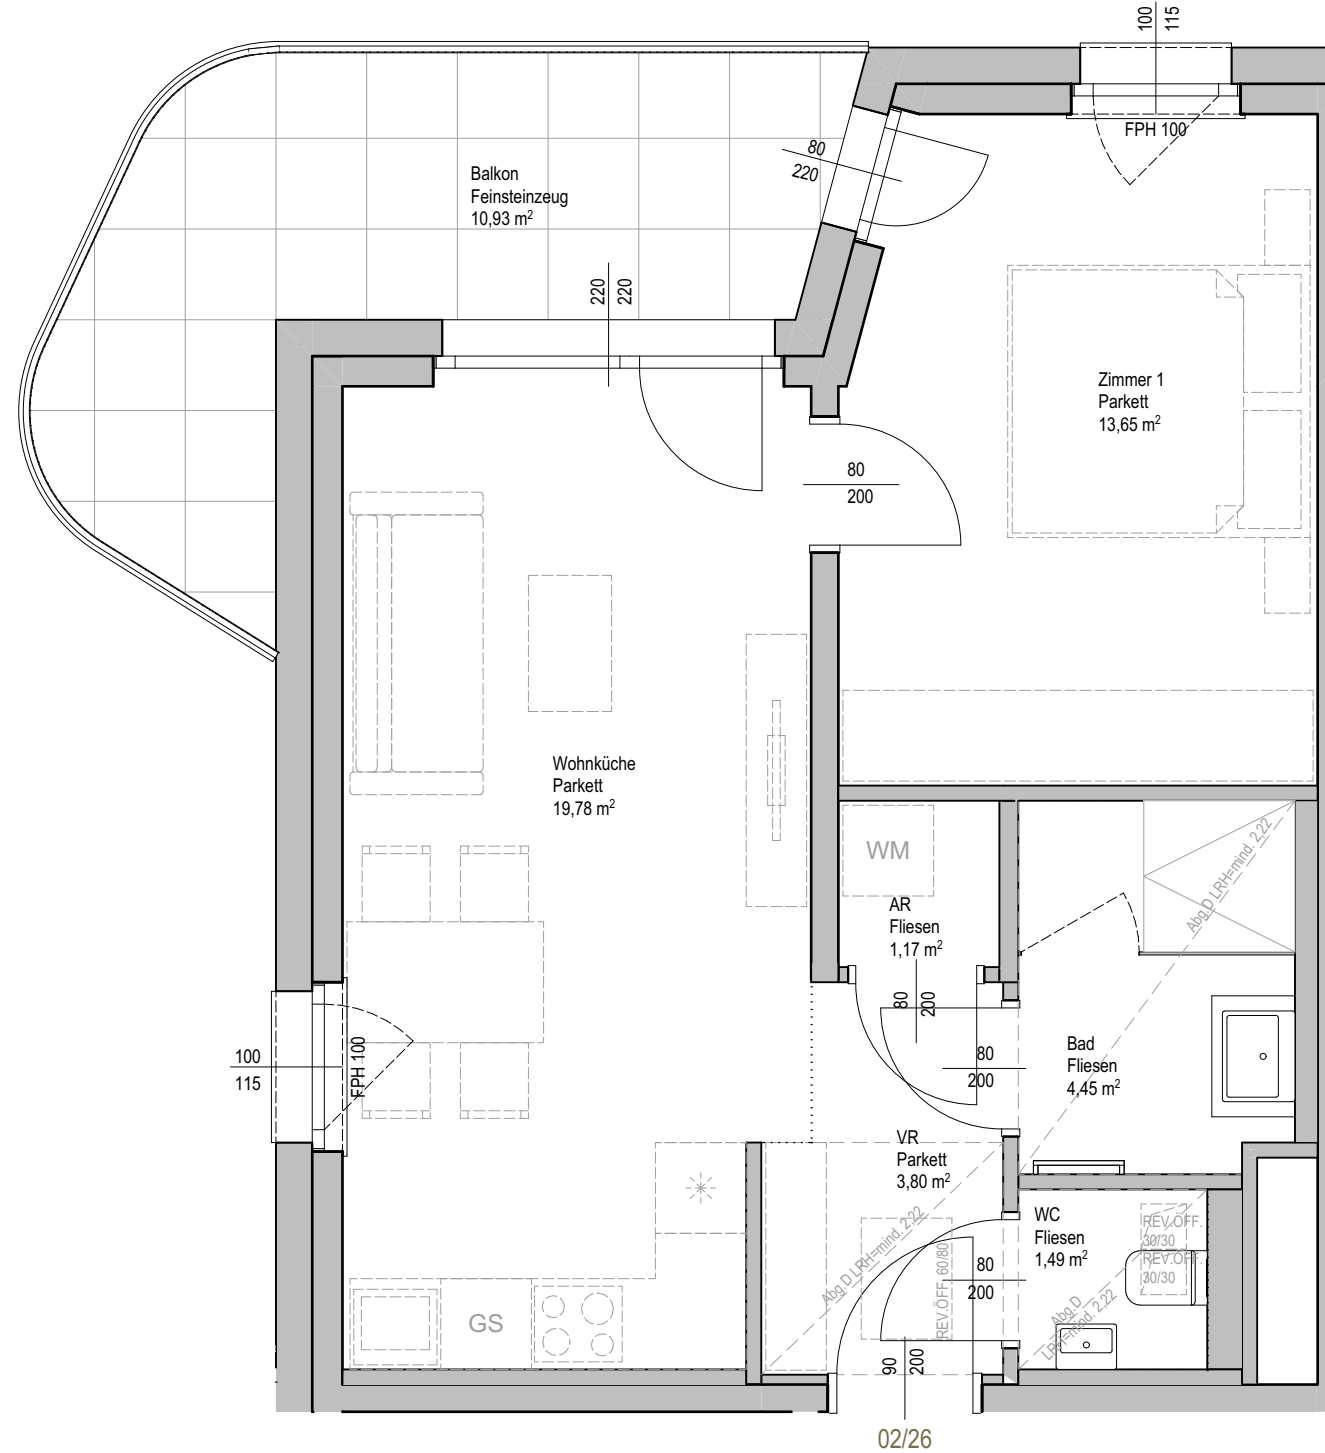 100
115
FPH 100
Balkon
Feinsteinzeug
10,93 m²
80
220
220
220
Zimmer 1
Parkett
13,65 m²
80
200
Wohnküche
Parkett
19,78 m²
WM
AR
Fliesen
1,17 m²
Abg.D LRH=mind. 2,22
80
200
100
115
FPH 100
80
200
Bad
Fliesen
4,45 m²
VR
Parkett
3,80 m²
Abg.D LRH=mind. 2,22
REV.ÖFF. 60/80
WC
Fliesen
1,49 m²
REV.ÖFF.
30/30
REV.ÖFF.
30/30
80
200
Abg.D
LRH=mind. 2,22
GS
90
200
02/26